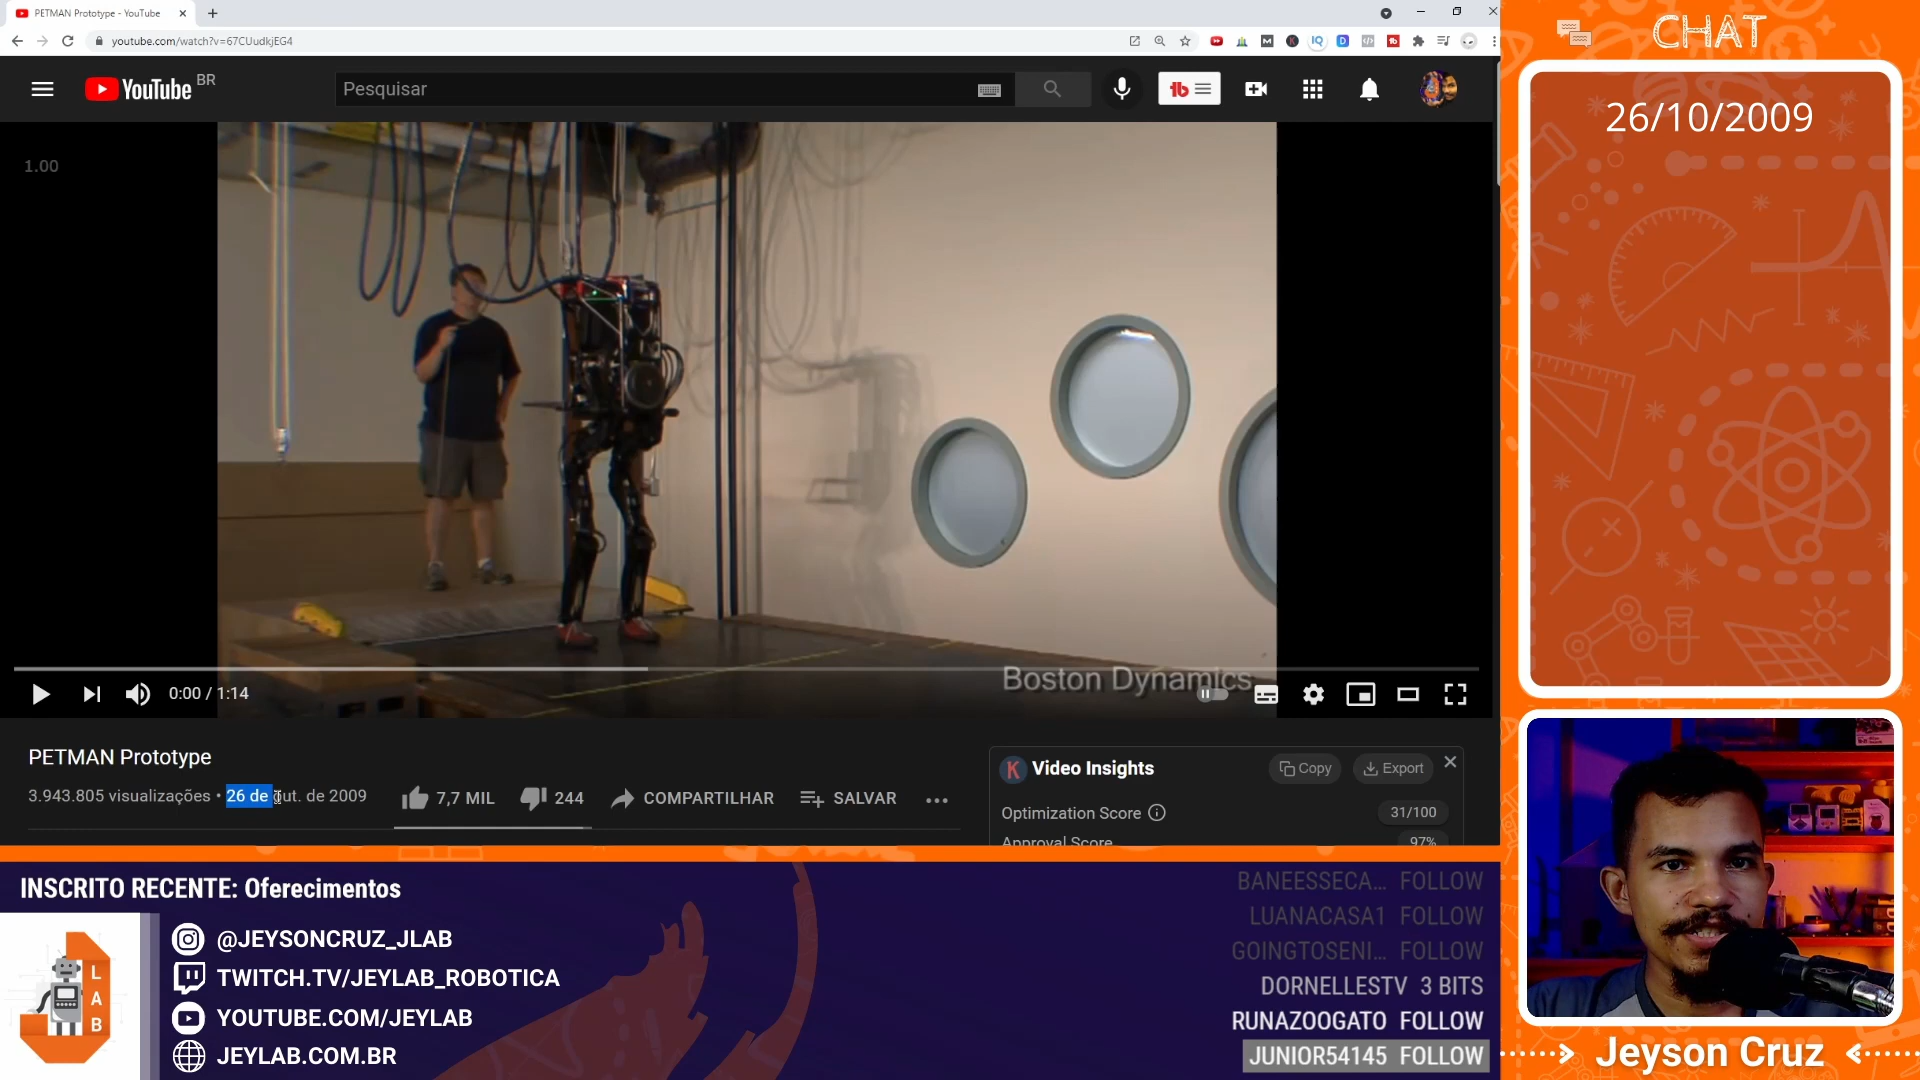 PETMAN Prototype - YouTube
youtube.com/watch?v=67CUudkjEG4
YouTube BR
Pesquisar
1.00
Boston Dynamics
0:00 / 1:14
PETMAN Prototype
3.943.805 visualizações • 26 de out. de 2009
7,7 MIL
244
COMPARTILHAR
SALVAR
Video Insights
Copy
Export
Optimization Score
31/100
Approval Score
97%
CHAT
26/10/2009
INSCRITO RECENTE: Oferecimentos
LAB
@JEYSONCRUZ_JLAB
TWITCH.TV/JEYLAB_ROBOTICA
YOUTUBE.COM/JEYLAB
JEYLAB.COM.BR
BANEESSECA... FOLLOW
LUANACASA1 FOLLOW
GOINGTOSENI... FOLLOW
DORNELLESTV 3 BITS
RUNAZOOGATO FOLLOW
JUNIOR54145 FOLLOW
Jeyson Cruz